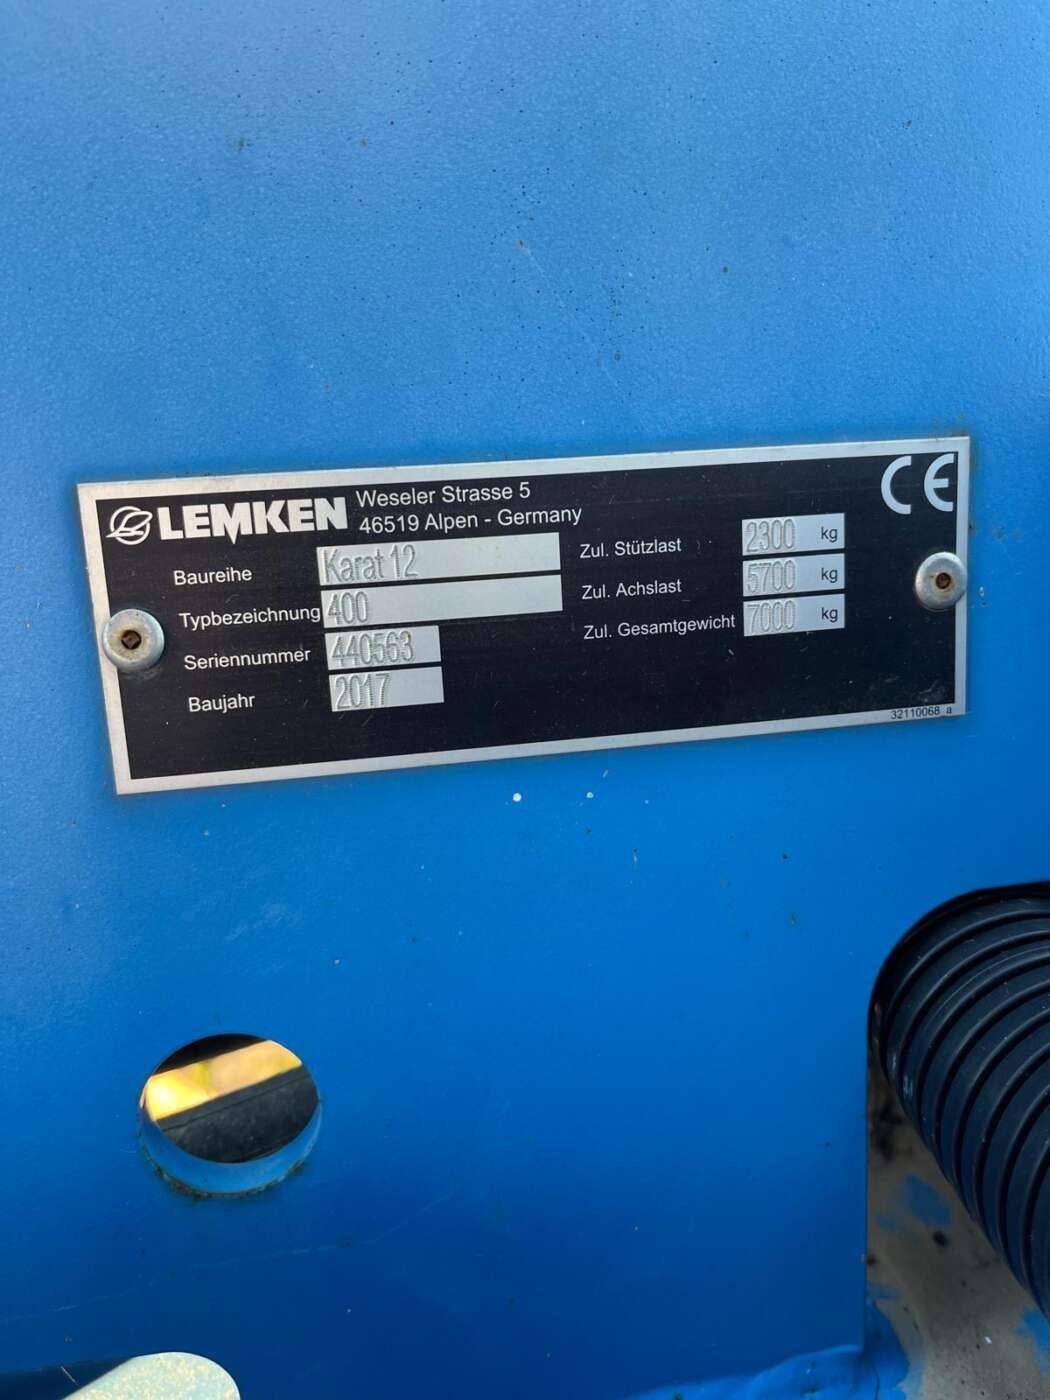 LEMKEN
Weseler Strasse 5
46519 Alpen - Germany
CE
Baureihe Karat 12
Typbezeichnung 400
Seriennummer 440563
Baujahr 2017
Zul. Stützlast 2300 kg
Zul. Achslast 5700 kg
Zul. Gesamtgewicht 7000 kg
32110068 a